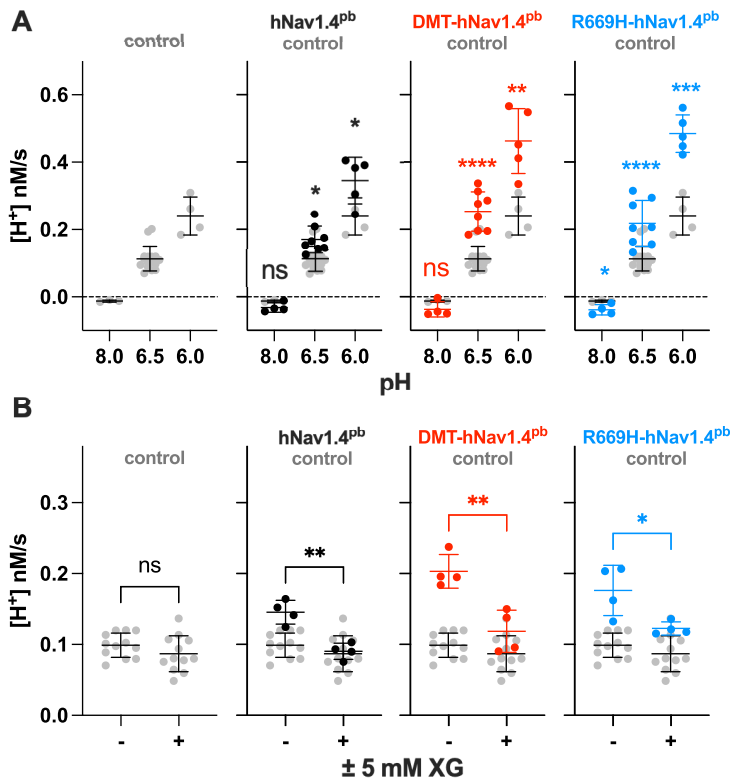 A
control
hNav1.4pb
control
DMT-hNav1.4pb
control
R669H-hNav1.4pb
control
[H+] nM/s
0.6
0.4
0.2
0.0
ns
*
*
ns
****
**
*
****
***
8.0 6.5 6.0
8.0 6.5 6.0
8.0 6.5 6.0
8.0 6.5 6.0
pH
B
control
hNav1.4pb
control
DMT-hNav1.4pb
control
R669H-hNav1.4pb
control
[H+] nM/s
0.3
0.2
0.1
0.0
ns
**
**
*
- +
- +
- +
- +
± 5 mM XG